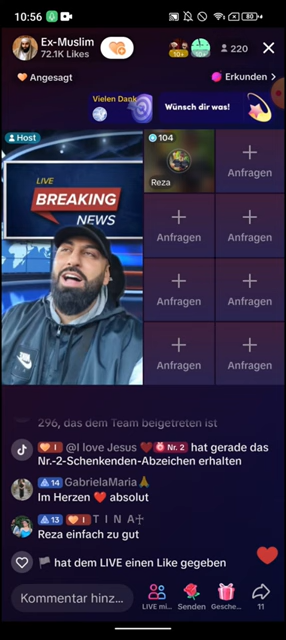 10:56
80
Ex-Muslim
72.1K Likes
10+
10+
220
Angesagt
Erkunden >
Vielen Dank
Wünsch dir was!
Host
104
LIVE
BREAKING
NEWS
Reza
Anfragen
Anfragen
Anfragen
Anfragen
Anfragen
Anfragen
Anfragen
296, das dem Team beigetreten ist
I @I love Jesus ❤️ Nr. 2 hat gerade das
Nr.-2-Schenkenden-Abzeichen erhalten
14 GabrielaMaria🙏
Im Herzen ❤️ absolut
13 I T I N A✝
Reza einfach zu gut
🏴 hat dem LIVE einen Like gegeben
Kommentar hinz...
LIVE mi...
Senden
Gesche...
11